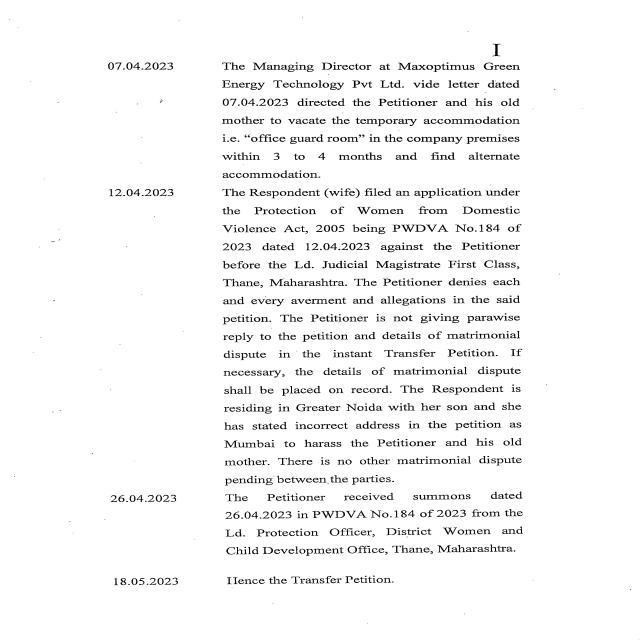 I
07.04.2023 The Managing Director at Maxoptimus Green
Energy Technology Pvt Ltd. vide letter dated
07.04.2023 directed the Petitioner and his old
mother to vacate the temporary accommodation
i.e. “office guard room” in the company premises
within 3 to 4 months and find alternate
accommodation.
12.04.2023 The Respondent (wife) filed an application under
the Protection of Women from Domestic
Violence Act, 2005 being PWDVA No.184 of
2023 dated 12.04.2023 against the Petitioner
before the Ld. Judicial Magistrate First Class,
Thane, Maharashtra. The Petitioner denies each
and every averment and allegations in the said
petition. The Petitioner is not giving parawise
reply to the petition and details of matrimonial
dispute in the instant Transfer Petition. If
necessary, the details of matrimonial dispute
shall be placed on record. The Respondent is
residing in Greater Noida with her son and she
has stated incorrect address in the petition as
Mumbai to harass the Petitioner and his old
mother. There is no other matrimonial dispute
pending between the parties.
26.04.2023 The Petitioner received summons dated
26.04.2023 in PWDVA No.184 of 2023 from the
Ld. Protection Officer, District Women and
Child Development Office, Thane, Maharashtra.
18.05.2023 Hence the Transfer Petition.